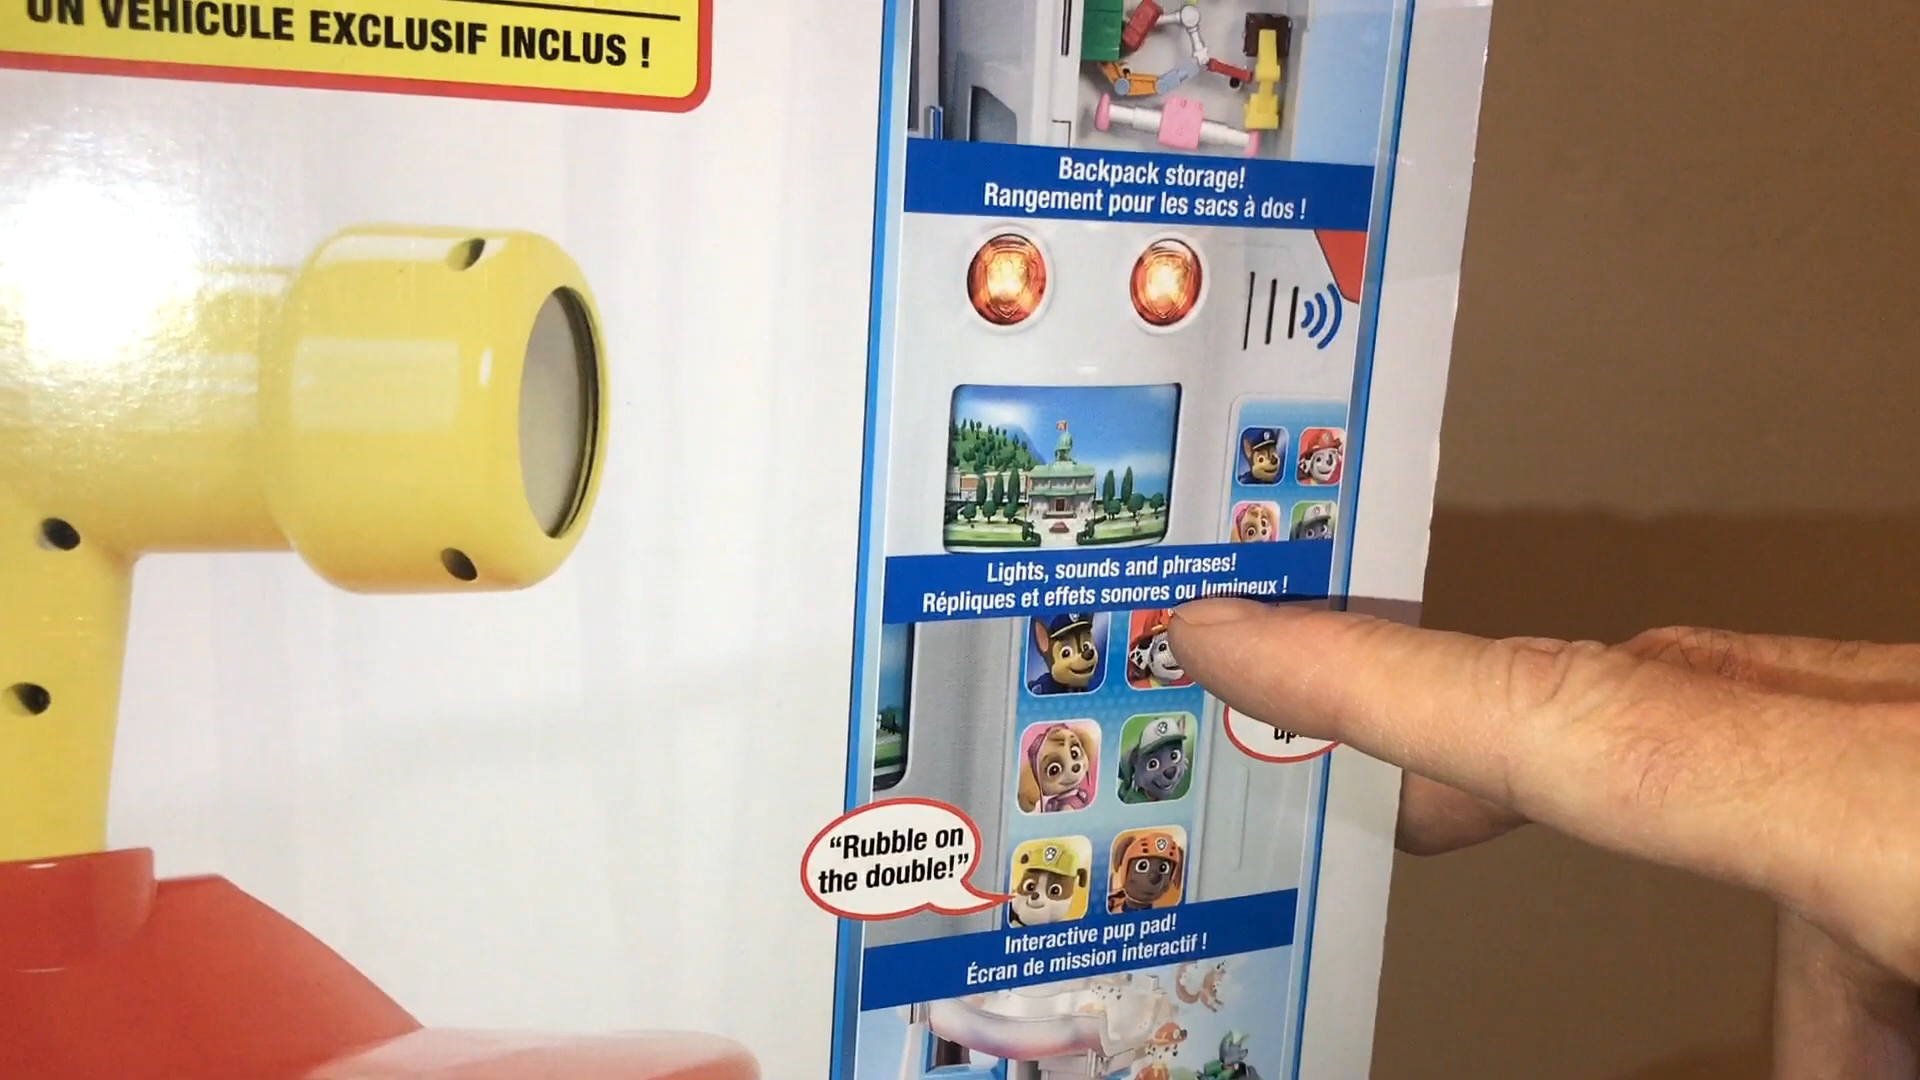 UN VÉHICULE EXCLUSIF INCLUS !
Backpack storage!
Rangement pour les sacs à dos !
Lights, sounds and phrases!
Répliques et effets sonores ou lumineux !
up.
“Rubble on
the double!”
Interactive pup pad!
Écran de mission interactif !